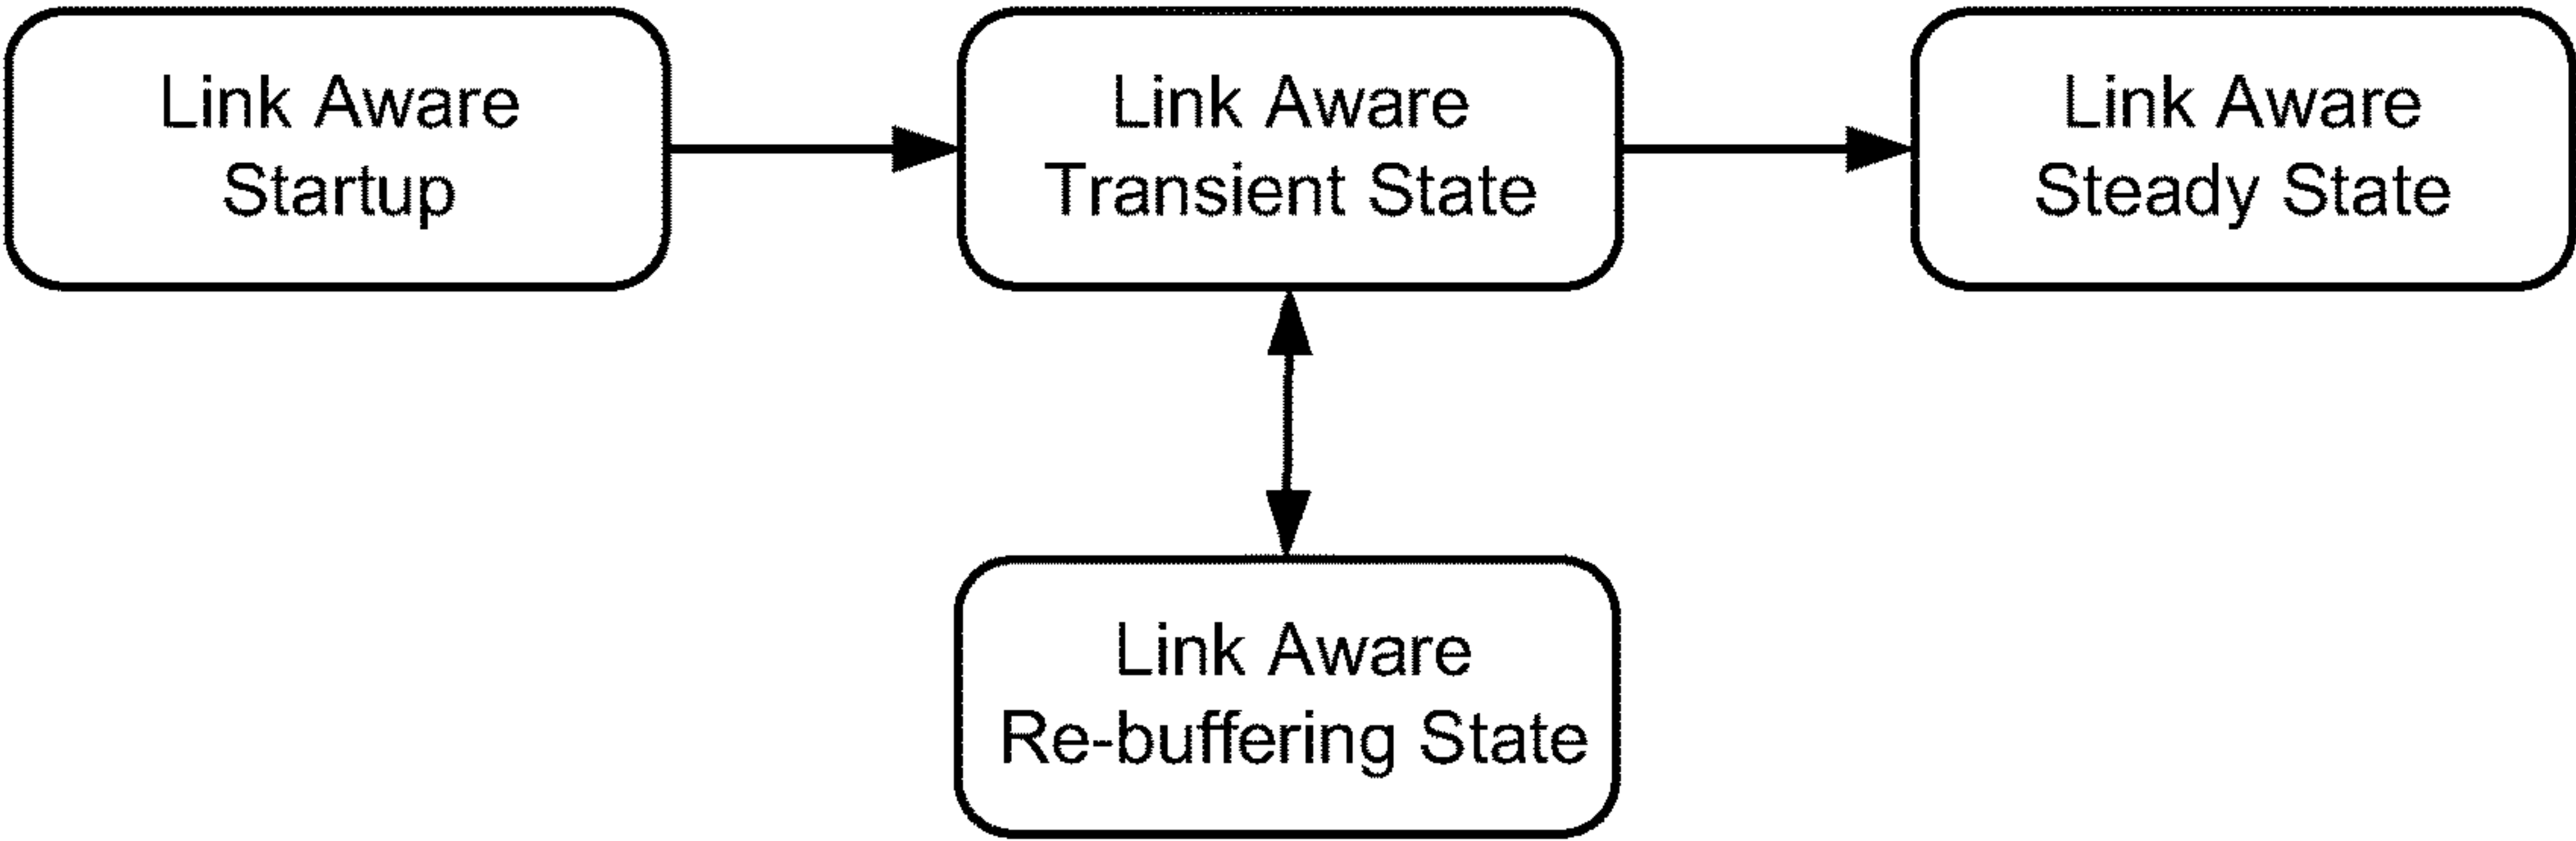 Link Aware
Startup
Link Aware
Transient State
Link Aware
Steady State
Link Aware
Re-buffering State